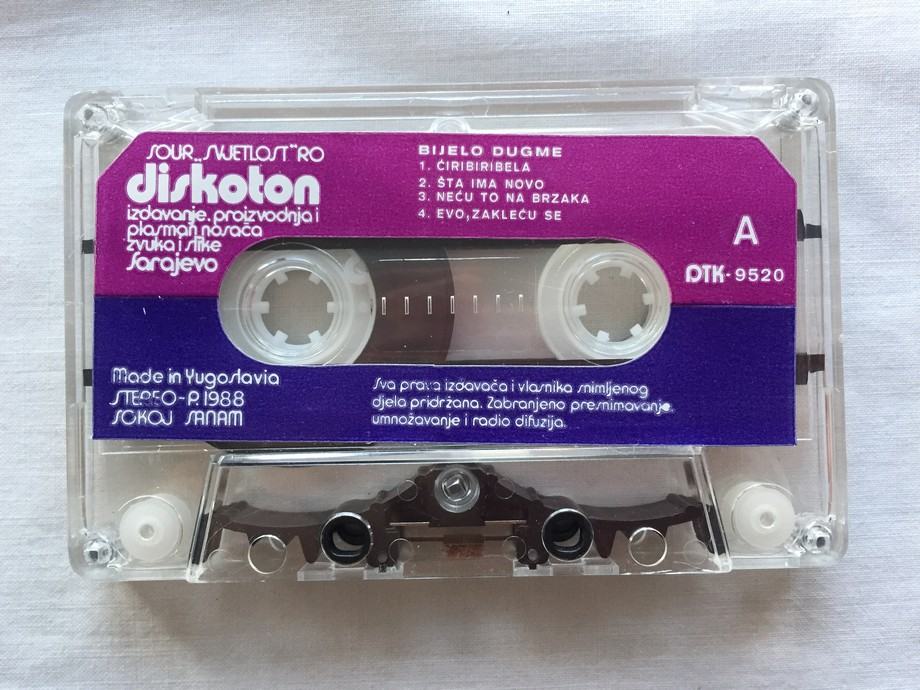 SOUR „SVJETLOST” RO
diskoton
izdavanje, proizvodnja i
plasman nosača
zvuka i slike
Sarajevo
BIJELO DUGME
1. ĆIRIBIRIBELA
2. ŠTA IMA NOVO
3. NEĆU TO NA BRZAKA
4. EVO,ZAKLEĆU SE
A
DTK-9520
Made in Yugoslavia
STEREO-P. 1988
SOKOJ SANAM
Sva prava izdavača i vlasnika snimljenog
djela pridržana. Zabranjeno presnimavanje,
umnožavanje i radio difuzija.